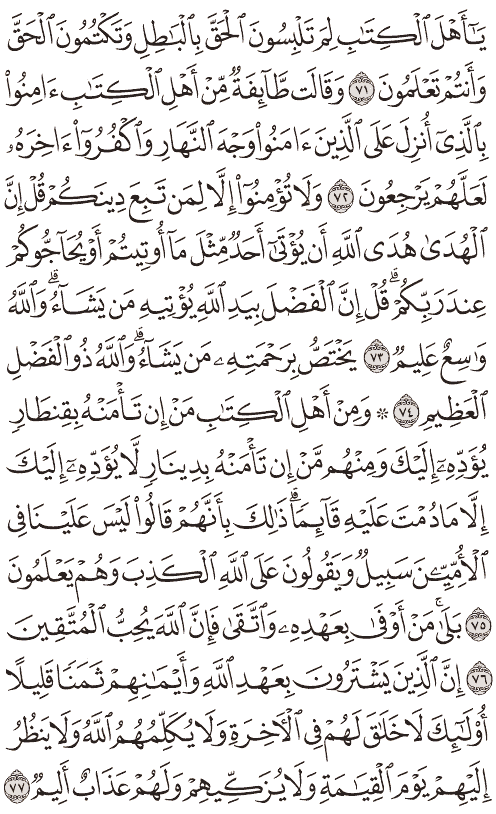 يَٰٓأَهۡلَ ٱلۡكِتَٰبِ لِمَ تَلۡبِسُونَ ٱلۡحَقَّ بِٱلۡبَٰطِلِ وَتَكۡتُمُونَ ٱلۡحَقَّ
وَأَنتُمۡ تَعۡلَمُونَ ٧١ وَقَالَت طَّآئِفَةٞ مِّنۡ أَهۡلِ ٱلۡكِتَٰبِ ءَامِنُواْ
بِٱلَّذِيٓ أُنزِلَ عَلَى ٱلَّذِينَ ءَامَنُواْ وَجۡهَ ٱلنَّهَارِ وَٱكۡفُرُوٓاْ ءَاخِرَهُۥ
لَعَلَّهُمۡ يَرۡجِعُونَ ٧٢ وَلَا تُؤۡمِنُوٓاْ إِلَّا لِمَن تَبِعَ دِينَكُمۡ قُلۡ إِنَّ
ٱلۡهُدَىٰ هُدَى ٱللَّهِ أَن يُؤۡتَىٰٓ أَحَدٞ مِّثۡلَ مَآ أُوتِيتُمۡ أَوۡ يُحَآجُّوكُمۡ
عِندَ رَبِّكُمۡۗ قُلۡ إِنَّ ٱلۡفَضۡلَ بِيَدِ ٱللَّهِ يُؤۡتِيهِ مَن يَشَآءُۗ وَٱللَّهُ
وَٰسِعٌ عَلِيمٞ ٧٣ يَخۡتَصُّ بِرَحۡمَتِهِۦ مَن يَشَآءُۗ وَٱللَّهُ ذُو ٱلۡفَضۡلِ
ٱلۡعَظِيمِ ٧٤ ۞ وَمِنۡ أَهۡلِ ٱلۡكِتَٰبِ مَنۡ إِن تَأۡمَنۡهُ بِقِنطَارٖ
يُؤَدِّهِۦٓ إِلَيۡكَ وَمِنۡهُم مَّنۡ إِن تَأۡمَنۡهُ بِدِينَارٖ لَّا يُؤَدِّهِۦٓ إِلَيۡكَ
إِلَّا مَا دُمۡتَ عَلَيۡهِ قَآئِمٗاۗ ذَٰلِكَ بِأَنَّهُمۡ قَالُواْ لَيۡسَ عَلَيۡنَا فِي
ٱلۡأُمِّيِّـۧنَ سَبِيلٞ وَيَقُولُونَ عَلَى ٱللَّهِ ٱلۡكَذِبَ وَهُمۡ يَعۡلَمُونَ
٧٥ بَلَىٰۚ مَنۡ أَوۡفَىٰ بِعَهۡدِهِۦ وَٱتَّقَىٰ فَإِنَّ ٱللَّهَ يُحِبُّ ٱلۡمُتَّقِينَ
٧٦ إِنَّ ٱلَّذِينَ يَشۡتَرُونَ بِعَهۡدِ ٱللَّهِ وَأَيۡمَٰنِهِمۡ ثَمَنٗا قَلِيلًا
أُوْلَٰٓئِكَ لَا خَلَٰقَ لَهُمۡ فِي ٱلۡأٓخِرَةِ وَلَا يُكَلِّمُهُمُ ٱللَّهُ وَلَا يَنظُرُ
إِلَيۡهِمۡ يَوۡمَ ٱلۡقِيَٰمَةِ وَلَا يُزَكِّيهِمۡ وَلَهُمۡ عَذَابٌ أَلِيمٞ ٧٧